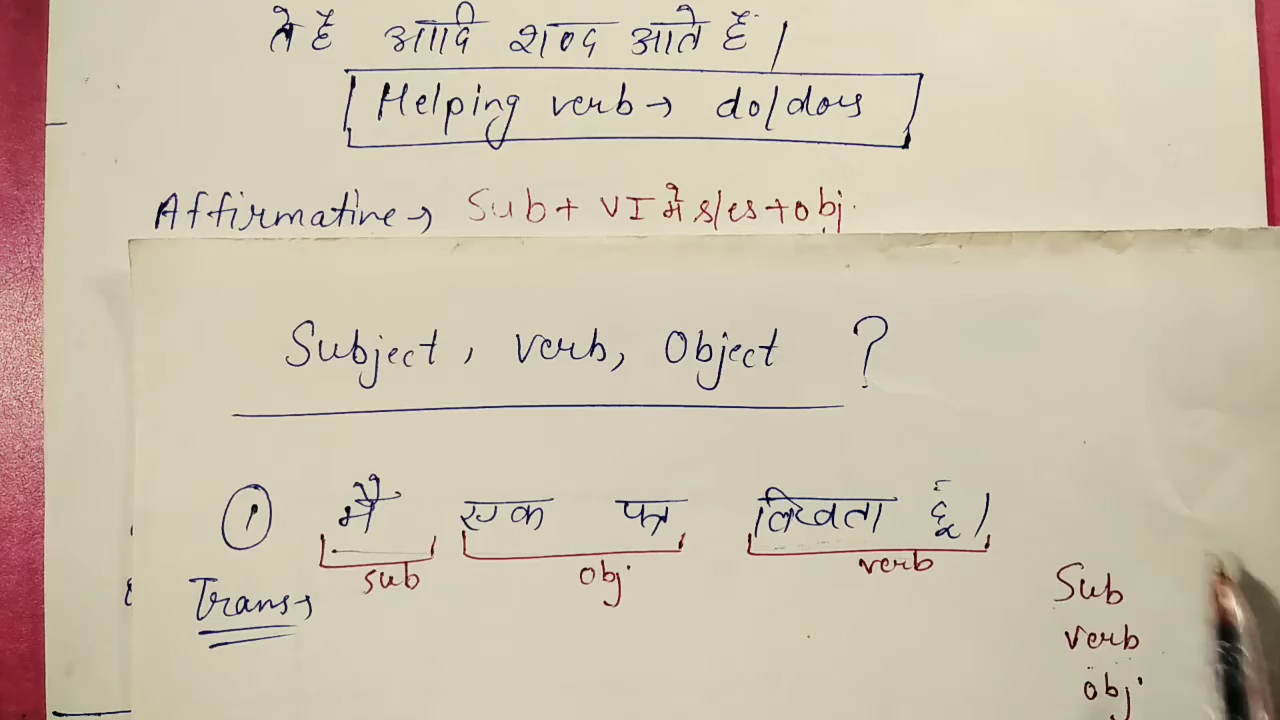 ते हैं आदि शब्द आते हैं।
Helping verb → do/does
Affirmative → Sub + VI में s/es + obj.
Subject, verb, Object ?
① मैं एक पत्र लिखता हूँ।
sub obj verb
Trans →
Sub
verb
obj